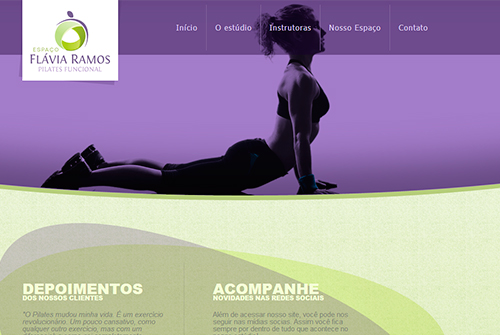 Início
O estúdio
Instrutoras
Nosso Espaço
Contato
ESPAÇO
FLÁVIA RAMOS
PILATES FUNCIONAL
DEPOIMENTOS
DOS NOSSOS CLIENTES
"O Pilates mudou minha vida. É um exercício
revolucionário. Um pouco cansativo, como
qualquer outro exercício, mas com um
ACOMPANHE
NOVIDADES NAS REDES SOCIAIS
Além de acessar nosso site, você pode nos
seguir nas mídias sociais. Assim você fica
sempre por dentro de tudo que acontece no